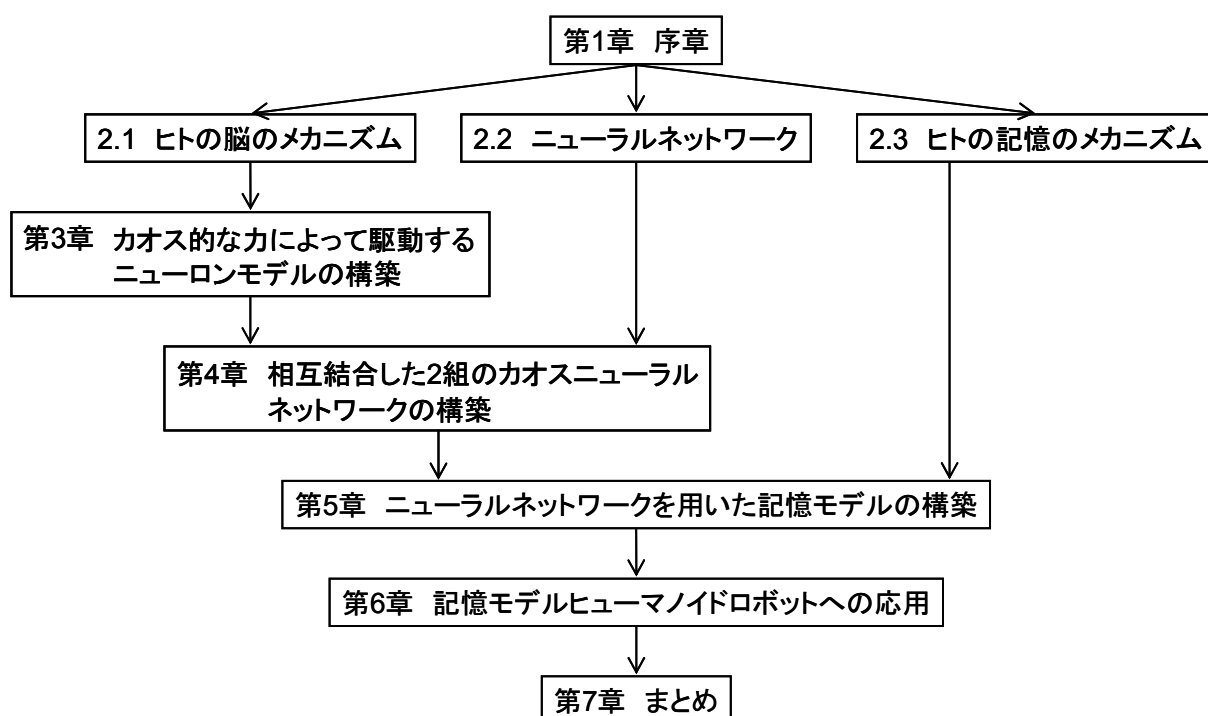 第1章 序章
2.1 ヒトの脳のメカニズム
2.2 ニューラルネットワーク
2.3 ヒトの記憶のメカニズム
第3章 カオス的な力によって駆動する
ニューロンモデルの構築
第4章 相互結合した2組のカオスニューラル
ネットワークの構築
第5章 ニューラルネットワークを用いた記憶モデルの構築
第6章 記憶モデルヒューマノイドロボットへの応用
第7章 まとめ